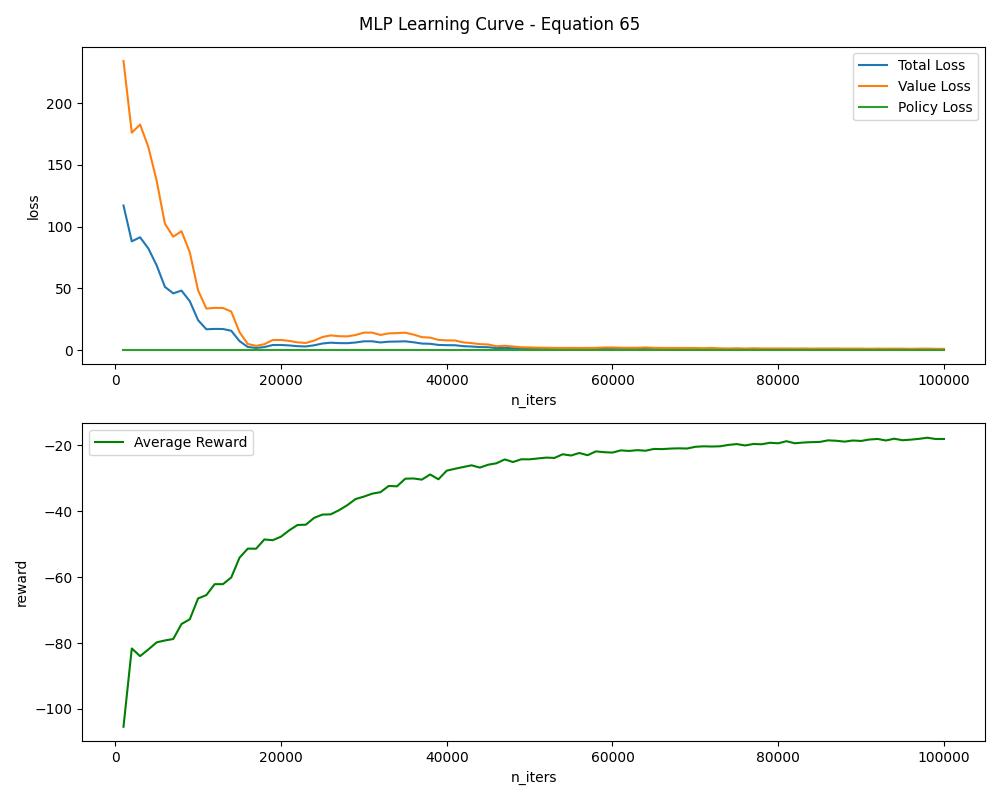 MLP Learning Curve - Equation 65
Total Loss
Value Loss
Policy Loss
200
150
100
50
0
loss
0 20000 40000 60000 80000 100000
n_iters
Average Reward
−20
−40
−60
−80
−100
reward
0 20000 40000 60000 80000 100000
n_iters